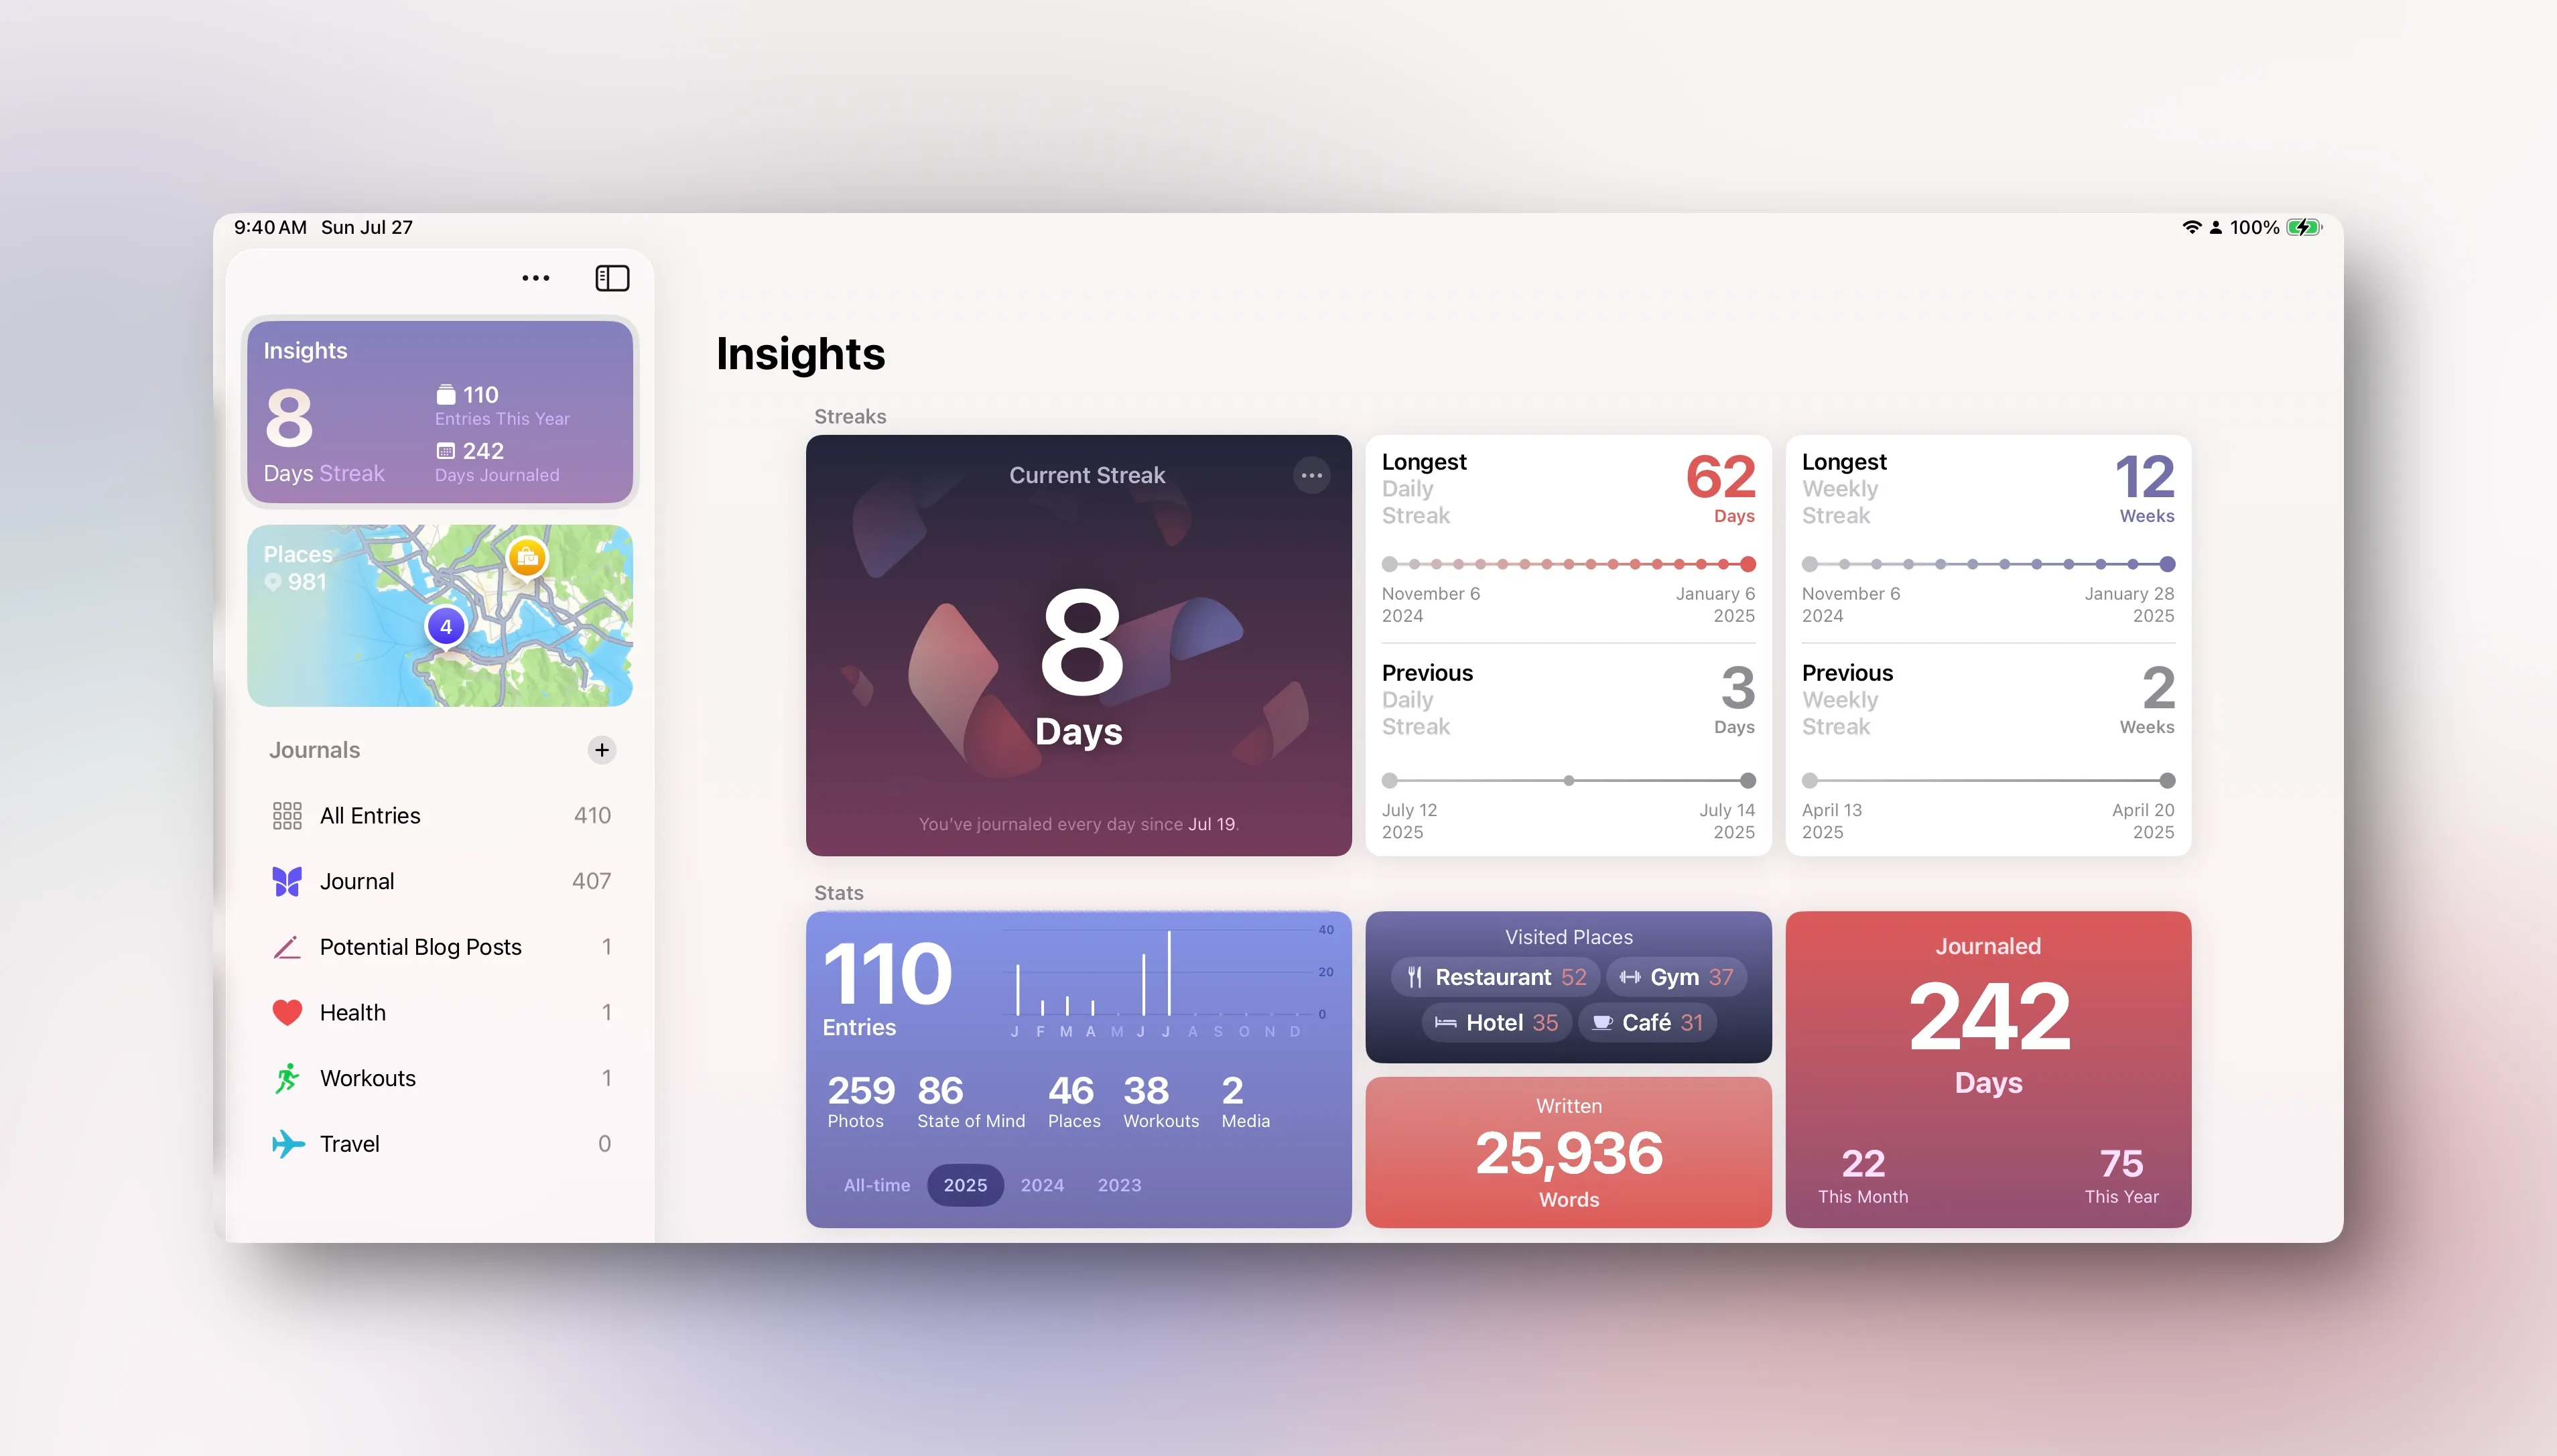 9:40 AM Sun Jul 27
100%
Insights
8
Days Streak
110
Entries This Year
242
Days Journaled
Places
981
4
Journals
All Entries 410
Journal 407
Potential Blog Posts 1
Health 1
Workouts 1
Travel 0
Insights
Streaks
Current Streak
8
Days
You've journaled every day since Jul 19.
Longest
Daily
Streak
62
Days
November 6
2024
January 6
2025
Previous
Daily
Streak
3
Days
July 12
2025
July 14
2025
Longest
Weekly
Streak
12
Weeks
November 6
2024
January 28
2025
Previous
Weekly
Streak
2
Weeks
April 13
2025
April 20
2025
Stats
110
Entries
40
20
0
J F M A M J J A S O N D
259 86 46 38 2
Photos State of Mind Places Workouts Media
All-time 2025 2024 2023
Visited Places
Restaurant 52 Gym 37
Hotel 35 Café 31
Written
25,936
Words
Journaled
242
Days
22 75
This Month This Year